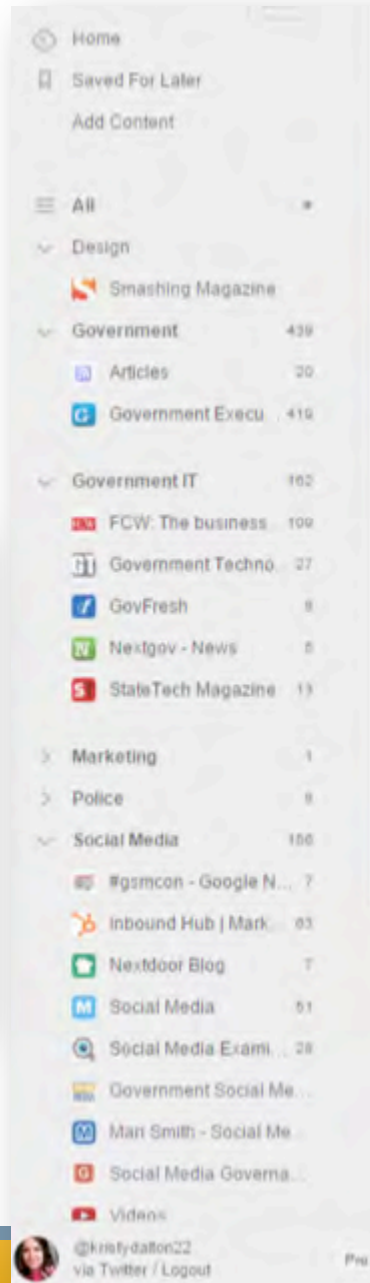 Home
Saved For Later
Add Content
All
Design
Smashing Magazine
Government 439
Articles 20
Government Execu... 419
Government IT 162
FCW: The business... 109
Government Techno... 27
GovFresh 8
Nextgov - News 5
StateTech Magazine 13
Marketing 1
Police 8
Social Media 156
#gsmcon - Google N... 7
Inbound Hub | Mark... 63
Nextdoor Blog 7
Social Media 51
Social Media Exami... 28
Government Social Me...
Mari Smith - Social Me...
Social Media Governa...
Videos
@kristydalton22
via Twitter / Logout
Pro